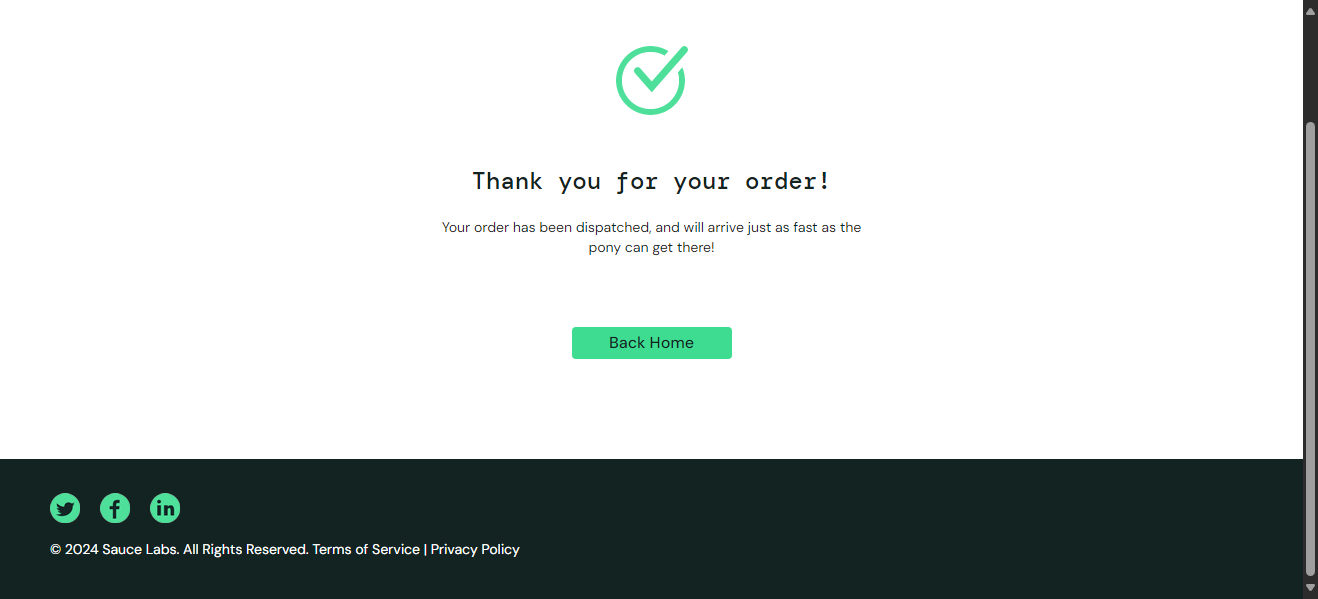 Thank you for your order!
Your order has been dispatched, and will arrive just as fast as the
pony can get there!
Back Home
© 2024 Sauce Labs. All Rights Reserved. Terms of Service | Privacy Policy